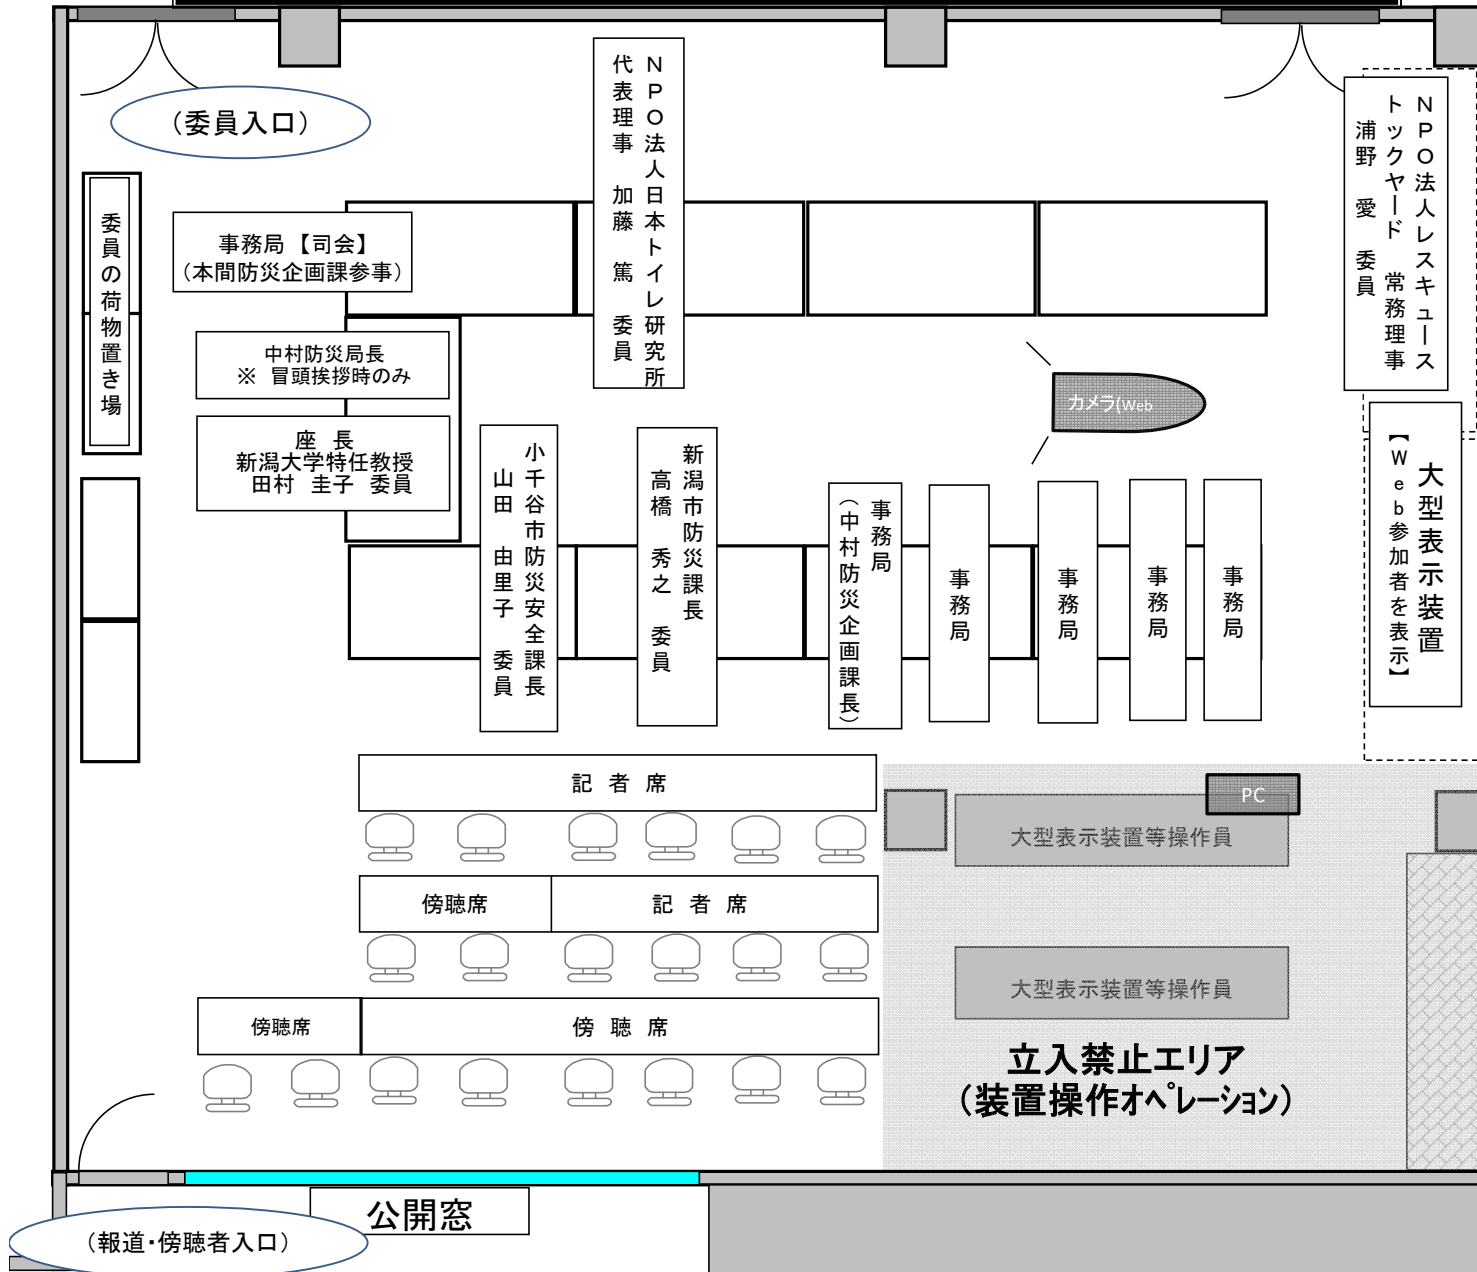 (委員入口)
ＮＰＯ法人日本トイレ研究所
代表理事 加藤 篤 委員
ＮＰＯ法人レスキュース
トックヤード 常務理事
浦野 愛 委員
委員の荷物置き場
事務局【司会】
(本間防災企画課参事)
中村防災局長
※ 冒頭挨拶時のみ
座 長
新潟大学特任教授
田村 圭子 委員
カメラ(Web
小千谷市防災安全課長
山田 由里子 委員
新潟市防災課長
高橋 秀之 委員
事務局
(中村防災企画課長)
事務局
事務局
事務局
事務局
大型表示装置
【Web参加者を表示】
記 者 席
傍聴席
記 者 席
傍聴席
傍 聴 席
PC
大型表示装置等操作員
大型表示装置等操作員
立入禁止エリア
(装置操作オペレーション)
公開窓
(報道・傍聴者入口)